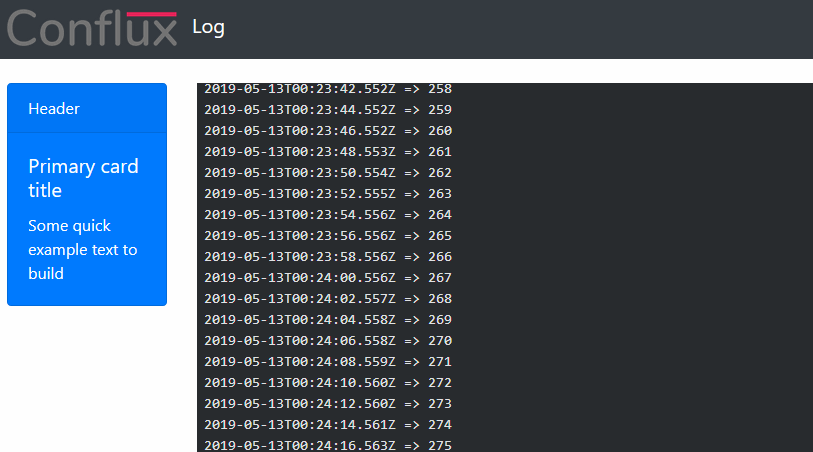 Conflux Log
Header
Primary card
title
Some quick
example text to
build
2019-05-13T00:23:42.552Z => 258
2019-05-13T00:23:44.552Z => 259
2019-05-13T00:23:46.552Z => 260
2019-05-13T00:23:48.553Z => 261
2019-05-13T00:23:50.554Z => 262
2019-05-13T00:23:52.555Z => 263
2019-05-13T00:23:54.556Z => 264
2019-05-13T00:23:56.556Z => 265
2019-05-13T00:23:58.556Z => 266
2019-05-13T00:24:00.556Z => 267
2019-05-13T00:24:02.557Z => 268
2019-05-13T00:24:04.558Z => 269
2019-05-13T00:24:06.558Z => 270
2019-05-13T00:24:08.559Z => 271
2019-05-13T00:24:10.560Z => 272
2019-05-13T00:24:12.560Z => 273
2019-05-13T00:24:14.561Z => 274
2019-05-13T00:24:16.563Z => 275